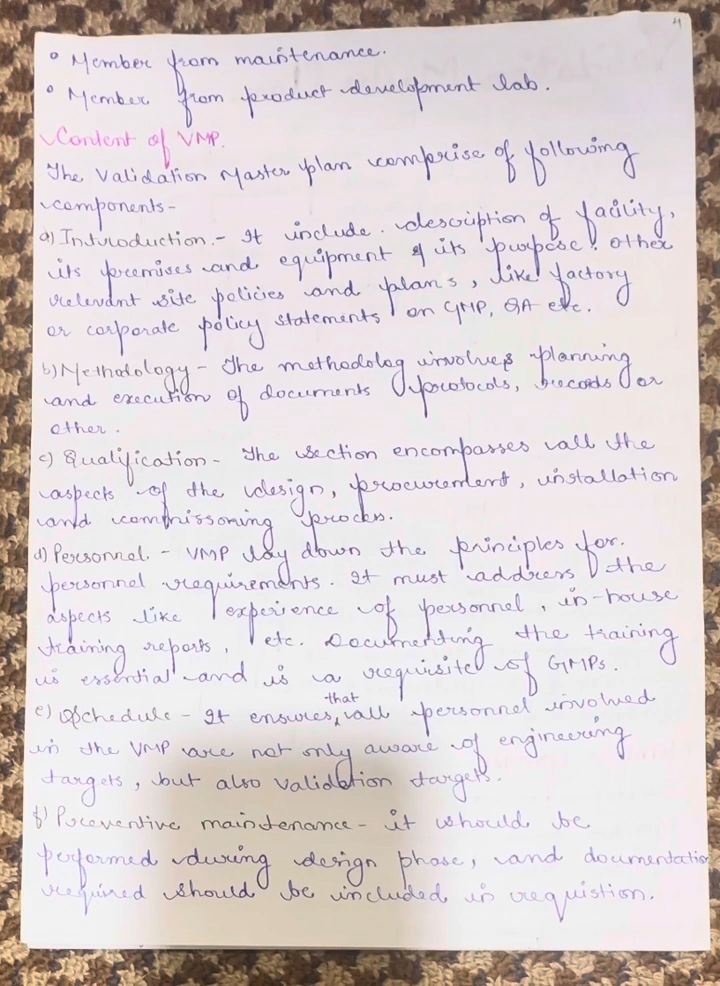 4
• Member from maintenance.
• Member from product development lab.
Content of VMP.
The Validation Master plan comprise of following
components-
a) Introduction.- It include. description of facility,
its premises and equipment & its purpose. other
relevant site policies and plans, like factory
or corporate policy statements on GMP, QA etc.
b) Methodology - The methodolog involves planning
and execution of documents protocols, records or
other.
c) Qualification - The section encompasses all the
aspects of the design, procurement, installation
and commissoning process.
d) Personnel. - VMP lay down the principles for.
personnel requirements. It must address the
aspects like experience of personnel, in-house
training reports, etc. Documenting the training
is essential and is a requisite of GMPs.
e) Schedule - It ensures, that all personnel involved
in the VMP are not only aware of engineering
targets, but also validation targets.
f) Preventive maintenance - it should be
performed during design phase, and documentation
required should be included in requistion.